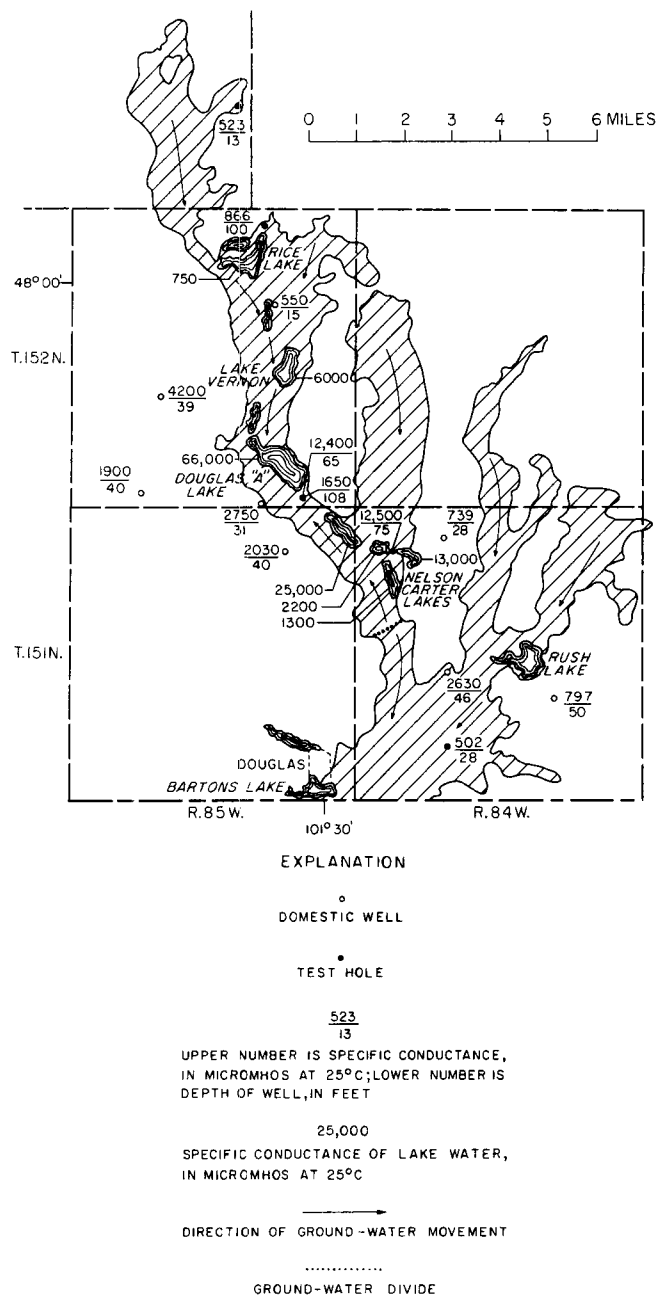 0 1 2 3 4 5 6 MILES
523
13
866
100
RICE
LAKE
750
48°00'
550
15
T.152N.
LAKE
VERNON
6000
4200
39
12,400
65
66,000
DOUGLAS "A"
LAKE
1650
108
1900
40
2750
31
12,500
75
739
28
2030
40
13,000
25,000
2200
1300
NELSON
CARTER
LAKES
T.151N.
RUSH
LAKE
2630
46
797
50
502
28
DOUGLAS
BARTONS LAKE
R.85W. R.84W.
101°30'
EXPLANATION
DOMESTIC WELL
TEST HOLE
523
13
UPPER NUMBER IS SPECIFIC CONDUCTANCE,
IN MICROMHOS AT 25°C; LOWER NUMBER IS
DEPTH OF WELL, IN FEET
25,000
SPECIFIC CONDUCTANCE OF LAKE WATER,
IN MICROMHOS AT 25°C
DIRECTION OF GROUND-WATER MOVEMENT
GROUND-WATER DIVIDE